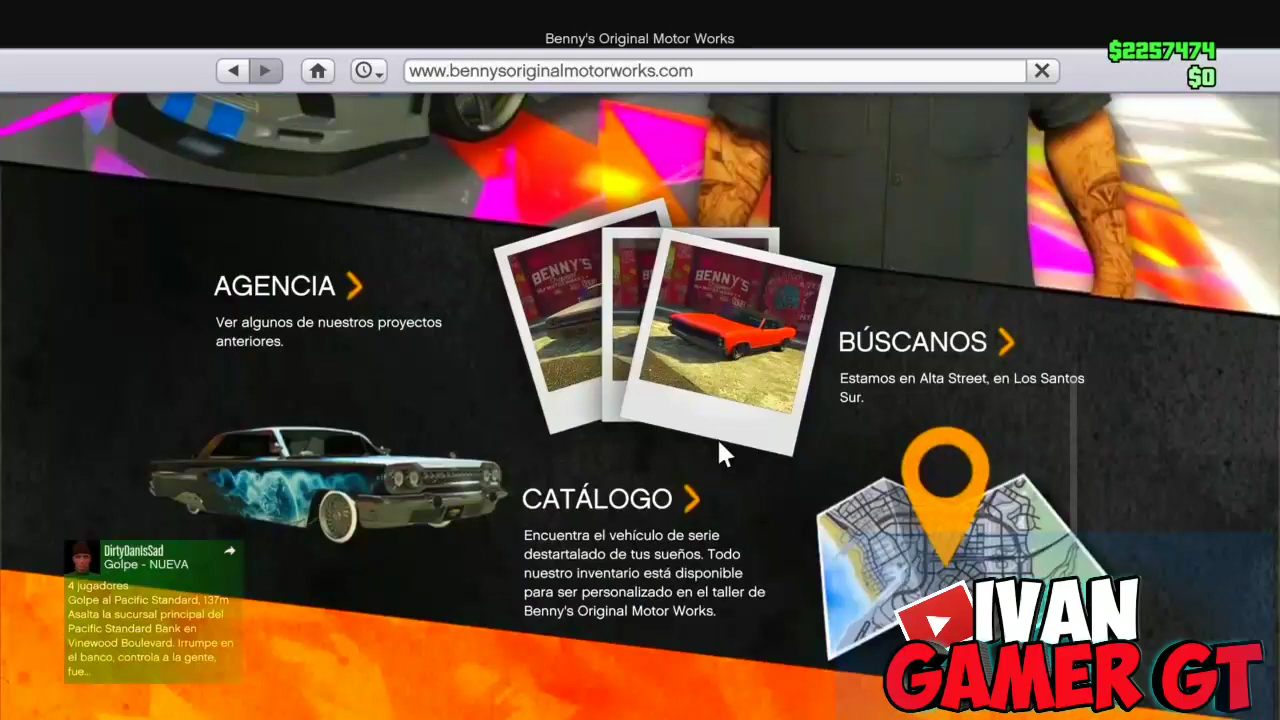 Benny's Original Motor Works
www.bennysoriginalmotorworks.com
$2257474
$0
AGENCIA
Ver algunos de nuestros proyectos
anteriores.
BENNY'S
BENNY'S
BÚSCANOS
Estamos en Alta Street, en Los Santos
Sur.
CATÁLOGO
Encuentra el vehículo de serie
destartalado de tus sueños. Todo
nuestro inventario está disponible
para ser personalizado en el taller de
Benny's Original Motor Works.
DirtyDanIsSad
Golpe - NUEVA
4 jugadores
Golpe al Pacific Standard, 137m
Asalta la sucursal principal del
Pacific Standard Bank en
Vinewood Boulevard. Irrumpe en
el banco, controla a la gente,
fue...
IVAN
GAMER GT